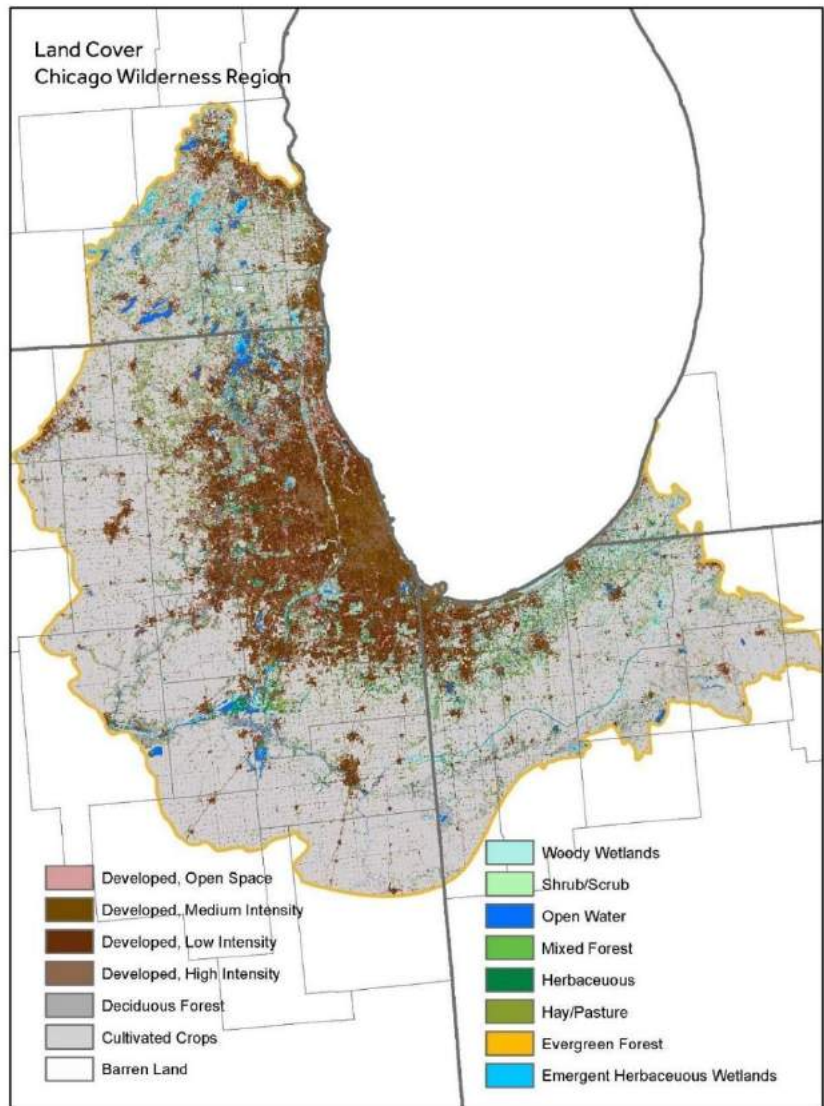 Land Cover
Chicago Wilderness Region
Developed, Open Space
Developed, Medium Intensity
Developed, Low Intensity
Developed, High Intensity
Deciduous Forest
Cultivated Crops
Barren Land
Woody Wetlands
Shrub/Scrub
Open Water
Mixed Forest
Herbaceuous
Hay/Pasture
Evergreen Forest
Emergent Herbaceuous Wetlands